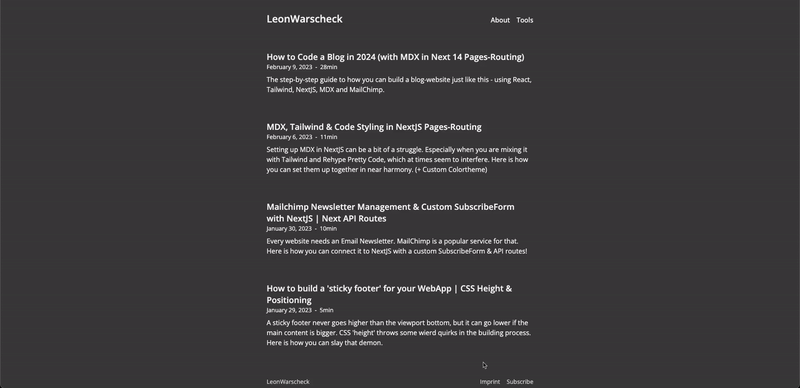 LeonWarscheck
About Tools
How to Code a Blog in 2024 (with MDX in Next 14 Pages-Routing)
February 9, 2023 - 28min
The step-by-step guide to how you can build a blog-website just like this - using React,
Tailwind, NextJS, MDX and MailChimp.
MDX, Tailwind & Code Styling in NextJS Pages-Routing
February 6, 2023 - 11min
Setting up MDX in NextJS can be a bit of a struggle. Especially when you are mixing it
with Tailwind and Rehype Pretty Code, which at times seem to interfere. Here is how
you can set them up together in near harmony. (+ Custom Colortheme)
Mailchimp Newsletter Management & Custom SubscribeForm
with NextJS | Next API Routes
January 30, 2023 - 10min
Every website needs an Email Newsletter. MailChimp is a popular service for that.
Here is how you can connect it to NextJS with a custom SubscribeForm & API routes!
How to build a 'sticky footer' for your WebApp | CSS Height &
Positioning
January 29, 2023 - 5min
A sticky footer never goes higher than the viewport bottom, but it can go lower if the
main content is bigger. CSS 'height' throws some wierd quirks in the building process.
Here is how you can slay that demon.
LeonWarscheck
Imprint Subscribe